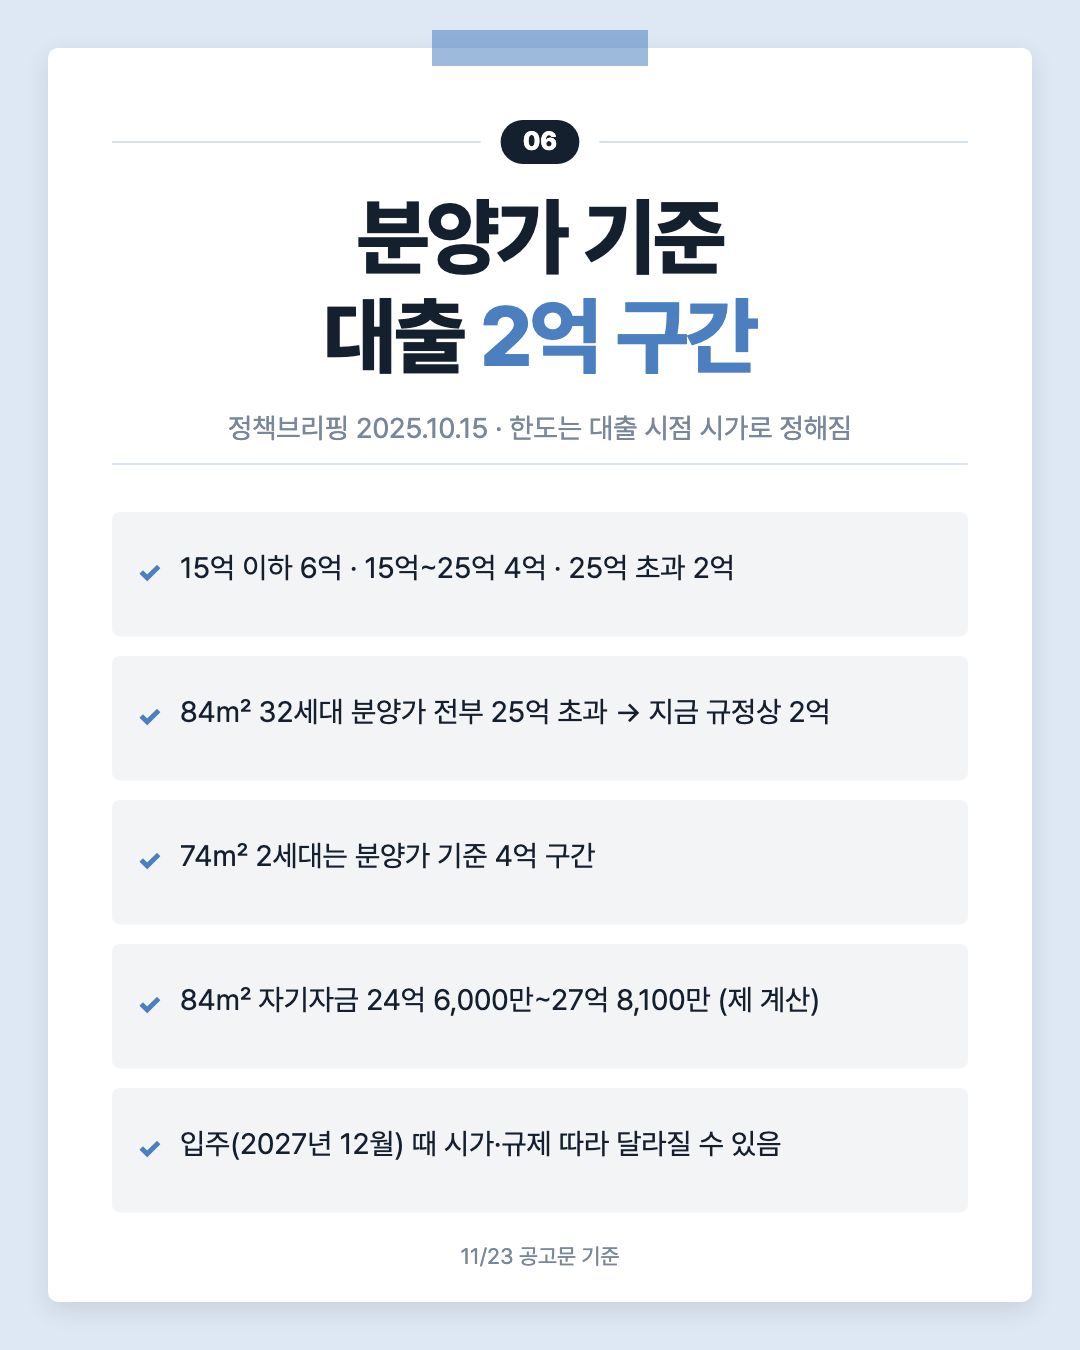 06
분양가 기준
대출 2억 구간
정책브리핑 2025.10.15 · 한도는 대출 시점 시가로 정해짐
15억 이하 6억 · 15억~25억 4억 · 25억 초과 2억
84m² 32세대 분양가 전부 25억 초과 → 지금 규정상 2억
74m² 2세대는 분양가 기준 4억 구간
84m² 자기자금 24억 6,000만~27억 8,100만 (제 계산)
입주(2027년 12월) 때 시가·규제 따라 달라질 수 있음
11/23 공고문 기준